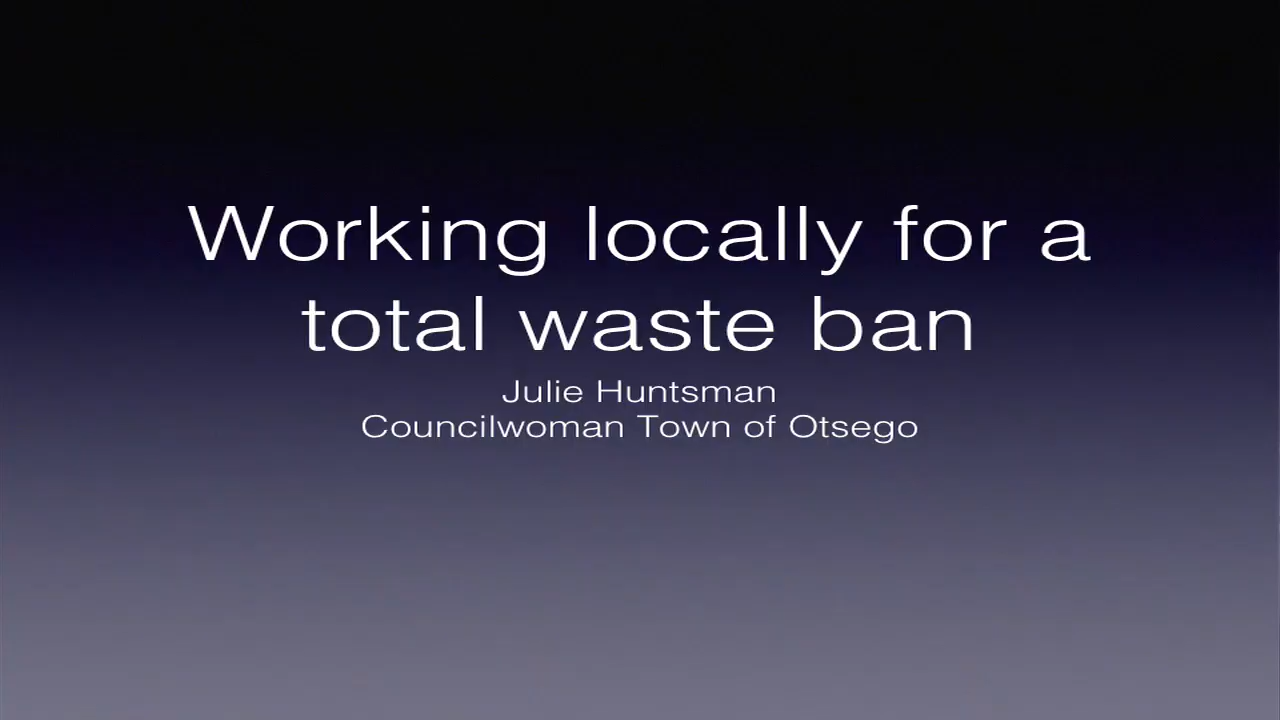 Working locally for a
total waste ban
Julie Huntsman
Councilwoman Town of Otsego